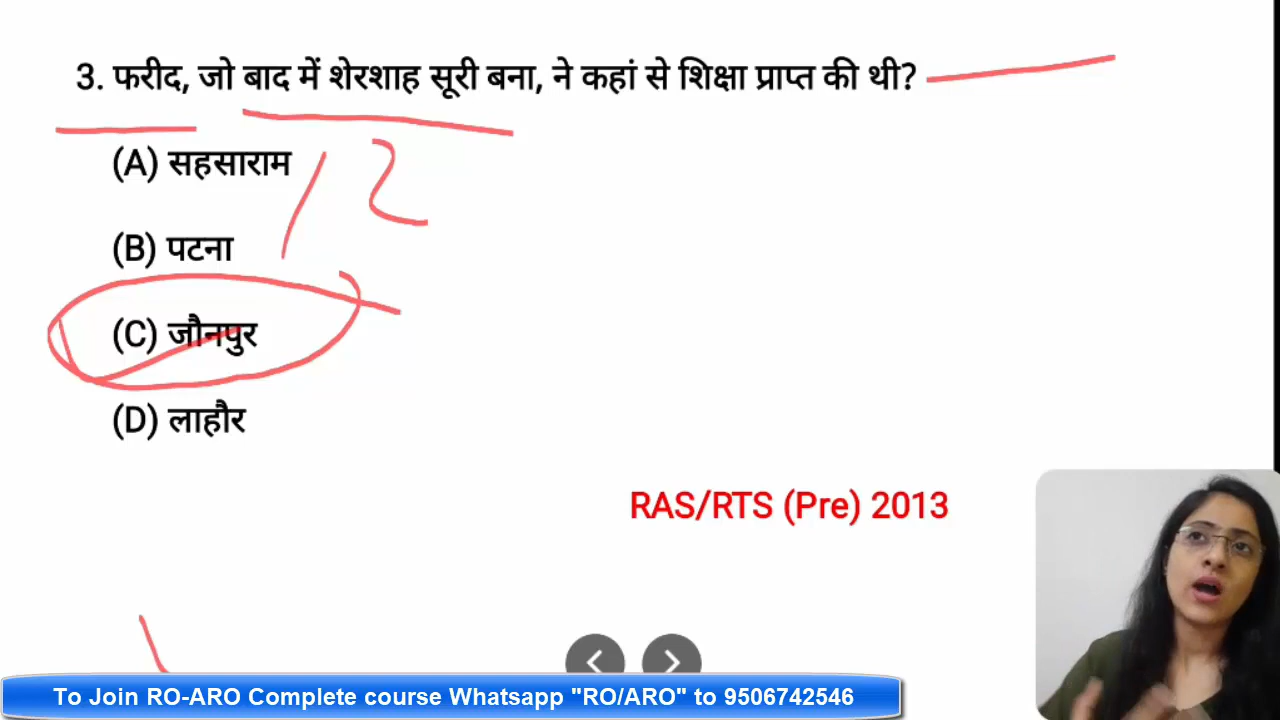 3. फरीद, जो बाद में शेरशाह सूरी बना, ने कहां से शिक्षा प्राप्त की थी?
(A) सहसाराम
(B) पटना
(C) जौनपुर
(D) लाहौर
RAS/RTS (Pre) 2013
To Join RO-ARO Complete course Whatsapp "RO/ARO" to 9506742546